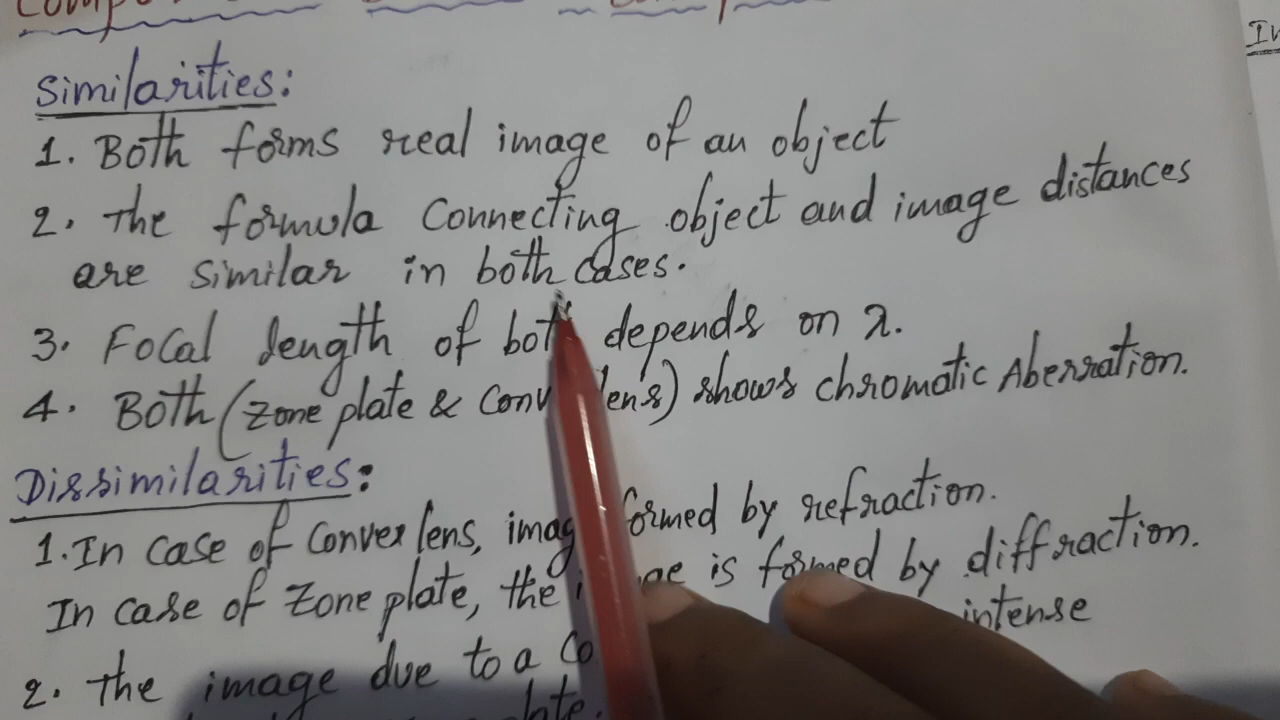 Similarities:
1. Both forms real image of an object
2. The formula Connecting object and image distances
are similar in both cases.
3. Focal length of both depends on λ.
4. Both (Zone plate & lens) shows chromatic Aberration.
Dissimilarities:
1. In case of Convex lens, formed by refraction.
In case of Zone plate, the is formed by diffraction.
intense
2. The image due to a